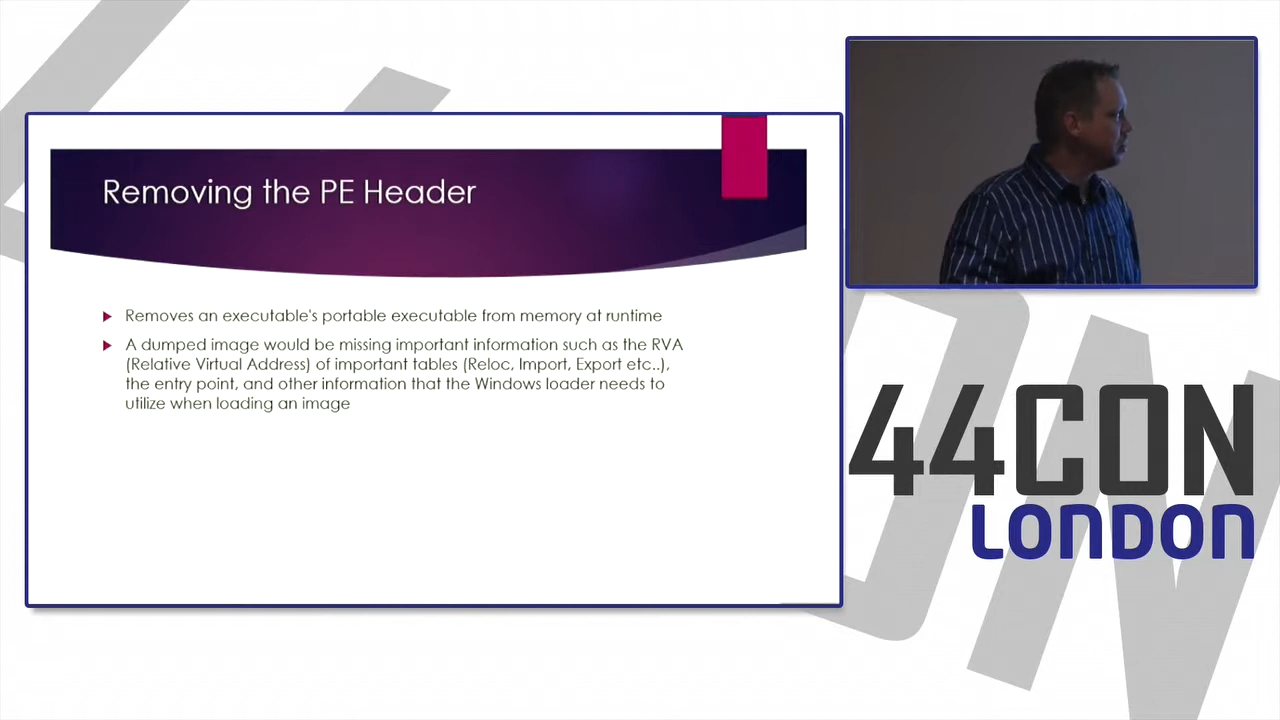 Removing the PE Header
Removes an executable's portable executable from memory at runtime
A dumped image would be missing important information such as the RVA
(Relative Virtual Address) of important tables (Reloc, Import, Export etc..),
the entry point, and other information that the Windows loader needs to
utilize when loading an image
44CON
LONDON